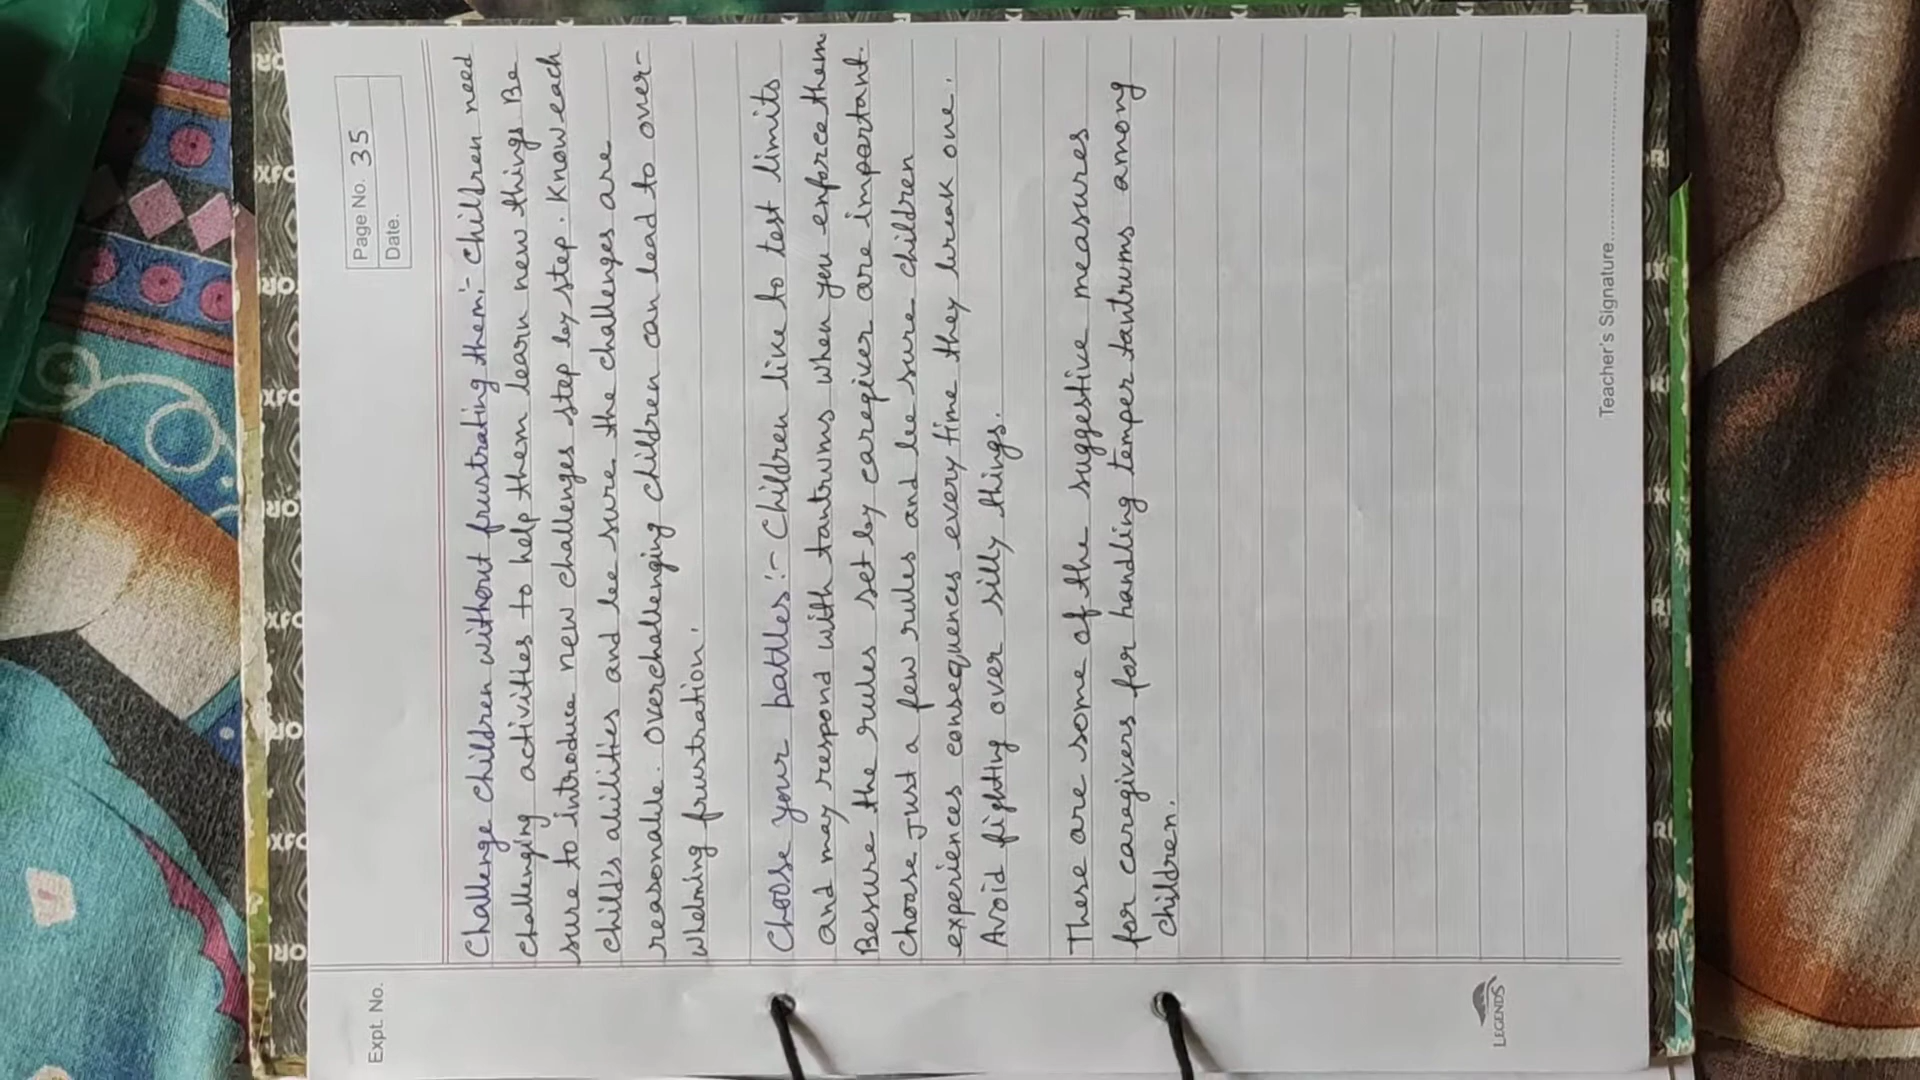 Expt. No.
Page No. 35
Date.
Challenge children without frustrating them:- Children need
challenging activities to help them learn new things. Be
sure to introduce new challenges step by step. Know each
child's abilities and be sure the challenges are
reasonable. Overchallenging children can lead to over-
whelming frustration.
Choose your battles:- Children like to test limits
and may respond with tantrums when you enforce them
Besure the rules set by caregiver are important.
Choose just a few rules and be sure children
experiences consequences every time they break one.
Avoid fighting over silly things.
These are some of the suggestive measures
for caregivers for handling temper tantrums among
children.
LEGENDS
Teacher's Signature